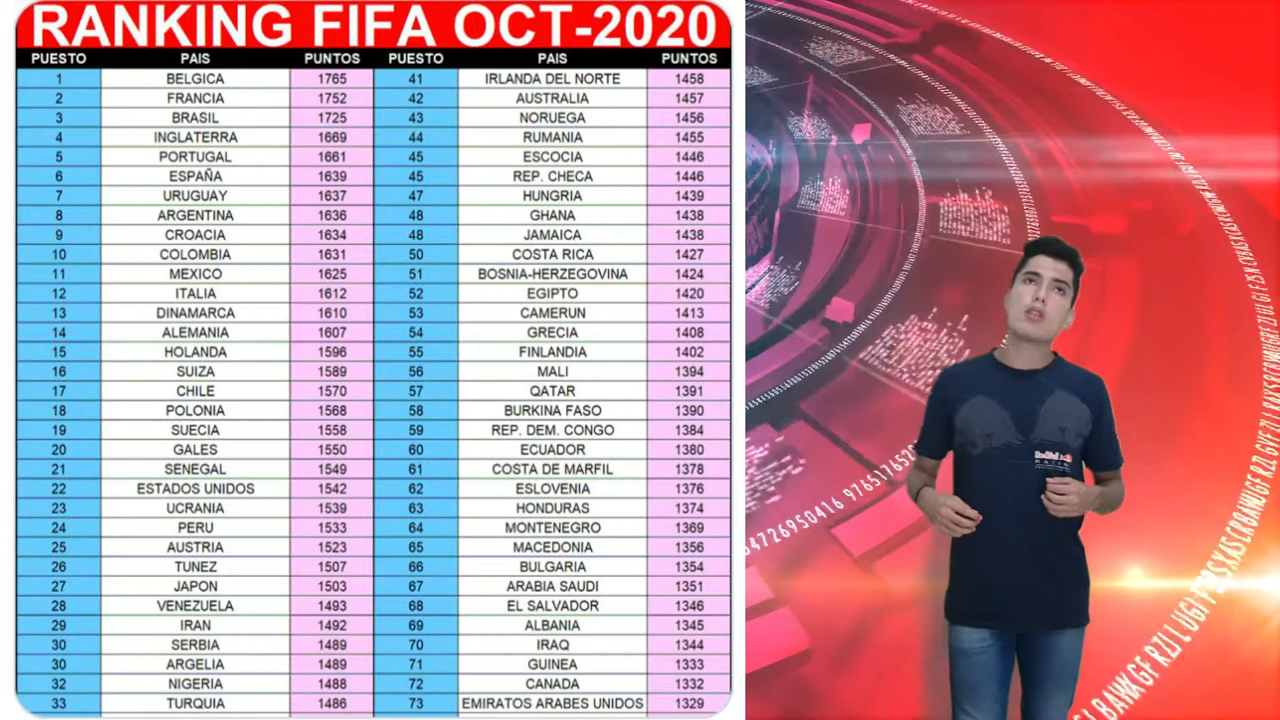 RANKING FIFA OCT-2020
PUESTO PAIS PUNTOS PUESTO PAIS PUNTOS
1 BELGICA 1765 41 IRLANDA DEL NORTE 1458
2 FRANCIA 1752 42 AUSTRALIA 1457
3 BRASIL 1725 43 NORUEGA 1456
4 INGLATERRA 1669 44 RUMANIA 1455
5 PORTUGAL 1661 45 ESCOCIA 1446
6 ESPAÑA 1639 45 REP. CHECA 1446
7 URUGUAY 1637 47 HUNGRIA 1439
8 ARGENTINA 1636 48 GHANA 1438
9 CROACIA 1634 48 JAMAICA 1438
10 COLOMBIA 1631 50 COSTA RICA 1427
11 MEXICO 1625 51 BOSNIA-HERZEGOVINA 1424
12 ITALIA 1612 52 EGIPTO 1420
13 DINAMARCA 1610 53 CAMERUN 1413
14 ALEMANIA 1607 54 GRECIA 1408
15 HOLANDA 1596 55 FINLANDIA 1402
16 SUIZA 1589 56 MALI 1394
17 CHILE 1570 57 QATAR 1391
18 POLONIA 1568 58 BURKINA FASO 1390
19 SUECIA 1558 59 REP. DEM. CONGO 1384
20 GALES 1550 60 ECUADOR 1380
21 SENEGAL 1549 61 COSTA DE MARFIL 1378
22 ESTADOS UNIDOS 1542 62 ESLOVENIA 1376
23 UCRANIA 1539 63 HONDURAS 1374
24 PERU 1533 64 MONTENEGRO 1369
25 AUSTRIA 1523 65 MACEDONIA 1356
26 TUNEZ 1507 66 BULGARIA 1354
27 JAPON 1503 67 ARABIA SAUDI 1351
28 VENEZUELA 1493 68 EL SALVADOR 1346
29 IRAN 1492 69 ALBANIA 1345
30 SERBIA 1489 70 IRAQ 1344
30 ARGELIA 1489 71 GUINEA 1333
32 NIGERIA 1488 72 CANADA 1332
33 TURQUIA 1486 73 EMIRATOS ARABES UNIDOS 1329
Red Bull
RACING